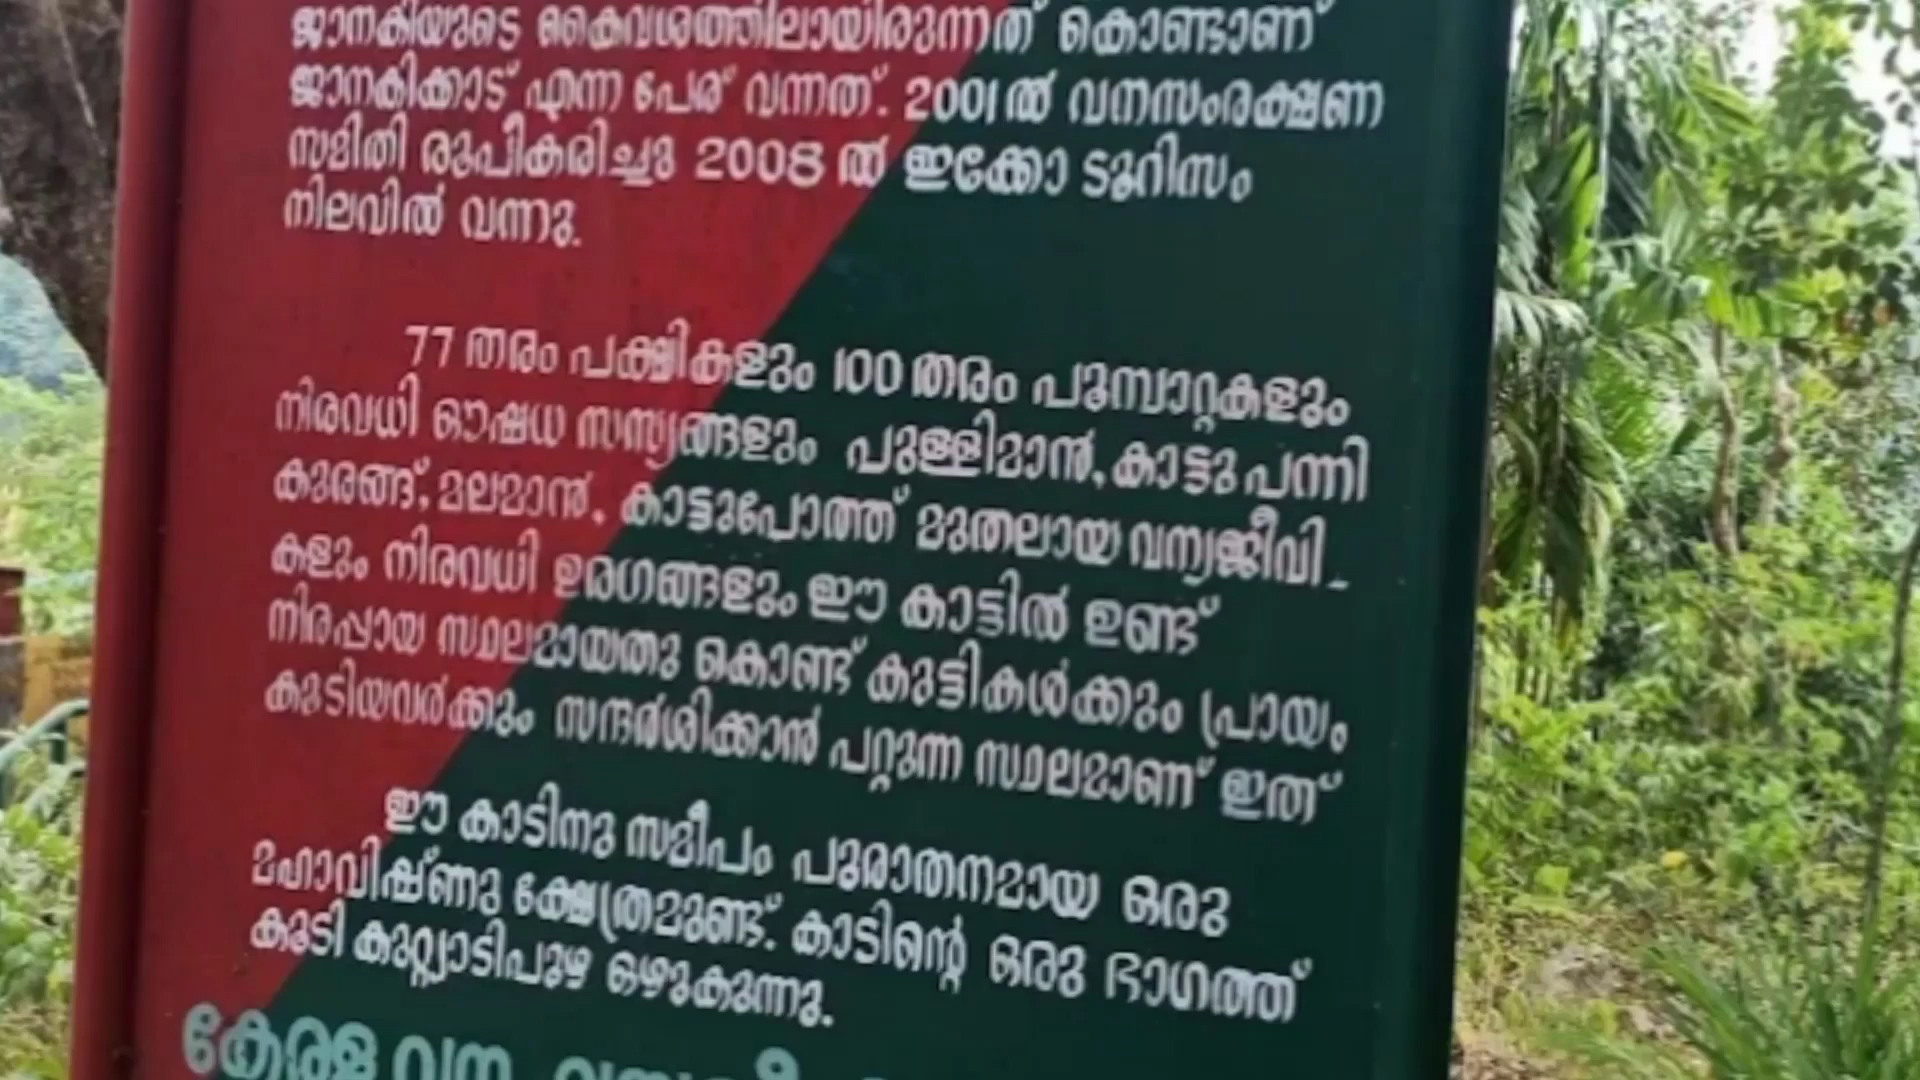 ജാനകിയുടെ കൈവശത്തിലായിരുന്നത് കൊണ്ടാണ്
ജാനകിക്കാട് എന്ന പേര് വന്നത്. 2001ൽ വനസംരക്ഷണ
സമിതി രൂപീകരിച്ചു 2008 ൽ ഇക്കോ ടൂറിസം
നിലവിൽ വന്നു.
77 തരം പക്ഷികളും 100 തരം പൂമ്പാറ്റകളും
നിരവധി ഔഷധ സസ്യങ്ങളും പുള്ളിമാൻ, കാട്ടു പന്നി
കുരങ്ങ്, മലമാൻ, കാട്ടുപോത്ത് മുതലായ വന്യജീവി-
കളും നിരവധി ഉരഗങ്ങളും ഈ കാട്ടിൽ ഉണ്ട്
നിരപ്പായ സ്ഥലമായതു കൊണ്ട് കുട്ടികൾക്കും പ്രായം
കൂടിയവർക്കും സന്ദർശിക്കാൻ പറ്റുന്ന സ്ഥലമാണ് ഇത്
ഈ കാടിനു സമീപം പുരാതനമായ ഒരു
മഹാവിഷ്ണു ക്ഷേത്രമുണ്ട്. കാടിന്റെ ഒരു ഭാഗത്ത്
കൂടി കുറ്റ്യാടിപുഴ ഒഴുകുന്നു.
കേരള വന